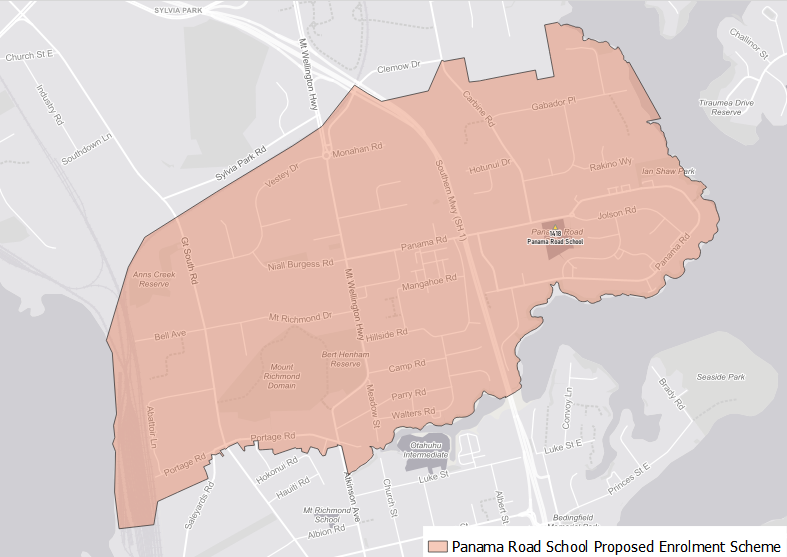 SYLVIA PARK
Church St E
Industry Rd
Southdown Ln
Mt Wellington Hwy
Clemow Dr
Challinor St
Tiraumea Drive
Reserve
Carbine Rd
Gabador Pl
Sylvia Park Rd
Monahan Rd
Vestey Dr
Southern Mwy (SH 1)
Hotunui Dr
Rakino Wy
Ian Shaw Park
Jolson Rd
1418
Panama Road School
Panama Rd
Panama Rd
Gt South Rd
Niall Burgess Rd
Anns Creek
Reserve
Mt Wellington Hwy
Mangahoe Rd
Mt Richmond Dr
Bell Ave
Hillside Rd
Bert Henham
Reserve
Mount
Richmond
Domain
Camp Rd
Parry Rd
Walters Rd
Meadow St
Abattoir Ln
Portage Rd
Portage Rd
Hokonui Rd
Hautl Rd
Saleyards Rd
Mt Richmond
School
Albion Rd
Atkinson Ave
Church St
Otahuhu
Intermediate
Luke St
Albert St
Luke St E
Convoy Ln
Princes St E
Brady Rd
Seaside Park
Bedingfield
Panama Road School Proposed Enrolment Scheme